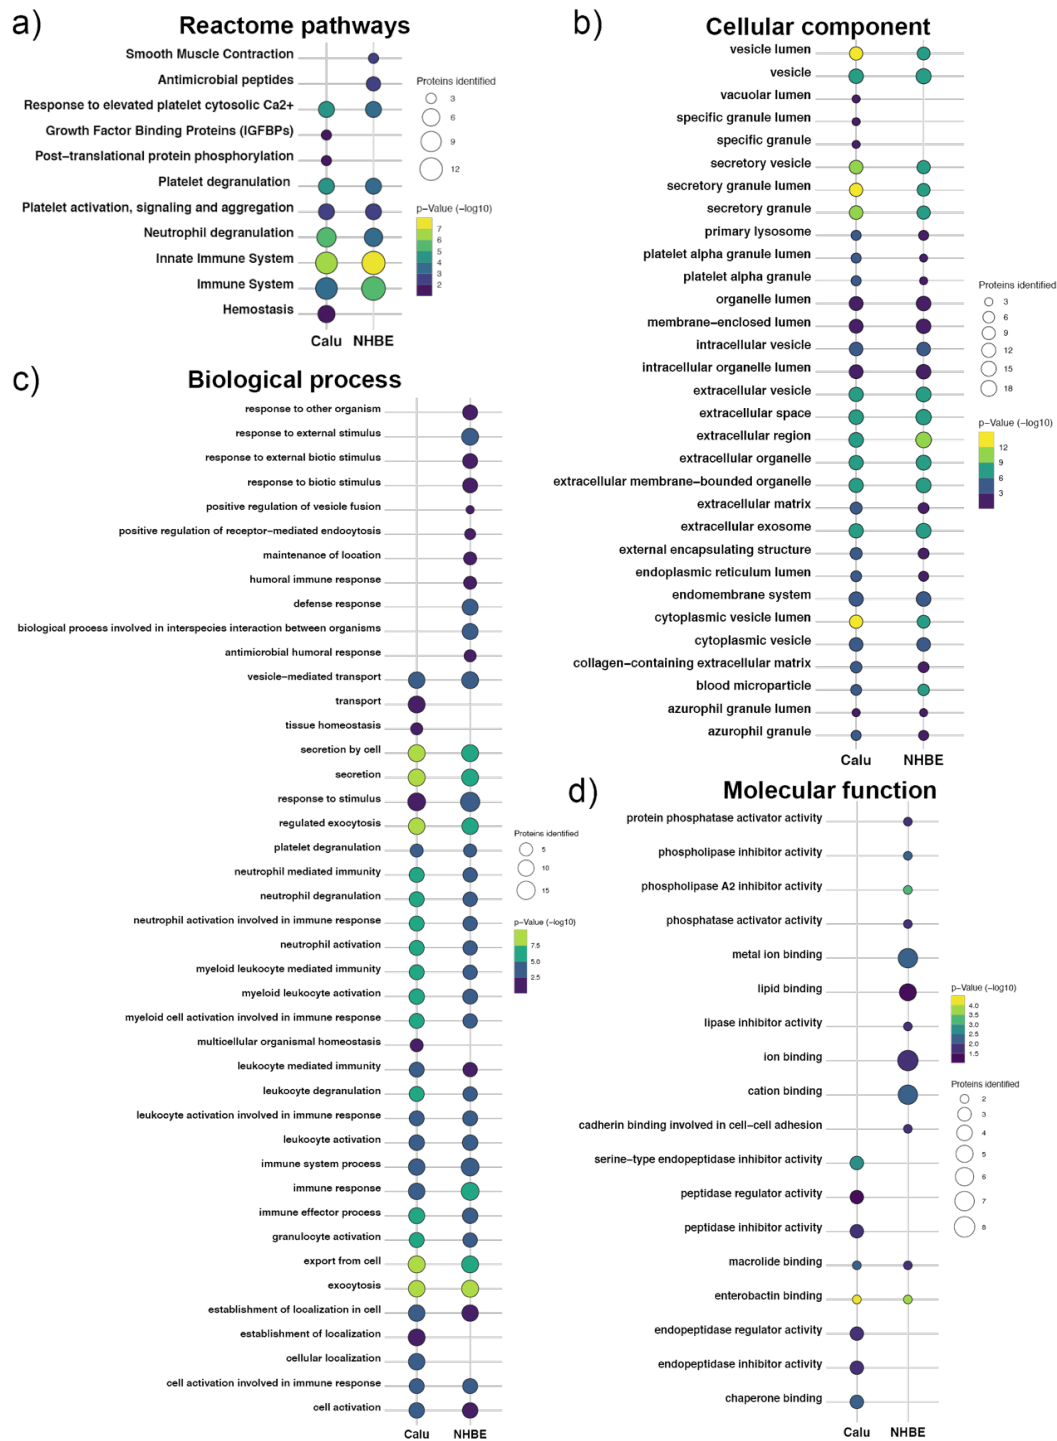 a)
Reactome pathways
Smooth Muscle Contraction
Antimicrobial peptides
Response to elevated platelet cytosolic Ca2+
Growth Factor Binding Proteins (IGFBPs)
Post−translational protein phosphorylation
Platelet degranulation
Platelet activation, signaling and aggregation
Neutrophil degranulation
Innate Immune System
Immune System
Hemostasis
Calu NHBE
Proteins identified
3
6
9
12
p−Value (−log10)
7
6
5
4
3
2
b)
Cellular component
vesicle lumen
vesicle
vacuolar lumen
specific granule lumen
specific granule
secretory vesicle
secretory granule lumen
secretory granule
primary lysosome
platelet alpha granule lumen
platelet alpha granule
organelle lumen
membrane−enclosed lumen
intracellular vesicle
intracellular organelle lumen
extracellular vesicle
extracellular space
extracellular region
extracellular organelle
extracellular membrane−bounded organelle
extracellular matrix
extracellular exosome
external encapsulating structure
endoplasmic reticulum lumen
endomembrane system
cytoplasmic vesicle lumen
cytoplasmic vesicle
collagen−containing extracellular matrix
blood microparticle
azurophil granule lumen
azurophil granule
Calu NHBE
Proteins identified
3
6
9
12
15
18
p−Value (−log10)
12
9
6
3
c)
Biological process
response to other organism
response to external stimulus
response to external biotic stimulus
response to biotic stimulus
positive regulation of vesicle fusion
positive regulation of receptor−mediated endocytosis
maintenance of location
humoral immune response
defense response
biological process involved in interspecies interaction between organisms
antimicrobial humoral response
vesicle−mediated transport
transport
tissue homeostasis
secretion by cell
secretion
response to stimulus
regulated exocytosis
platelet degranulation
neutrophil mediated immunity
neutrophil degranulation
neutrophil activation involved in immune response
neutrophil activation
myeloid leukocyte mediated immunity
myeloid leukocyte activation
myeloid cell activation involved in immune response
multicellular organismal homeostasis
leukocyte mediated immunity
leukocyte degranulation
leukocyte activation involved in immune response
leukocyte activation
immune system process
immune response
immune effector process
granulocyte activation
export from cell
exocytosis
establishment of localization in cell
establishment of localization
cellular localization
cell activation involved in immune response
cell activation
Calu NHBE
Proteins identified
5
10
15
p−Value (−log10)
7.5
5.0
2.5
d)
Molecular function
protein phosphatase activator activity
phospholipase inhibitor activity
phospholipase A2 inhibitor activity
phosphatase activator activity
metal ion binding
lipid binding
lipase inhibitor activity
ion binding
cation binding
cadherin binding involved in cell−cell adhesion
serine−type endopeptidase inhibitor activity
peptidase regulator activity
peptidase inhibitor activity
macrolide binding
enterobactin binding
endopeptidase regulator activity
endopeptidase inhibitor activity
chaperone binding
Calu NHBE
p−Value (−log10)
4.0
3.5
3.0
2.5
2.0
1.5
Proteins identified
2
3
4
5
6
7
8